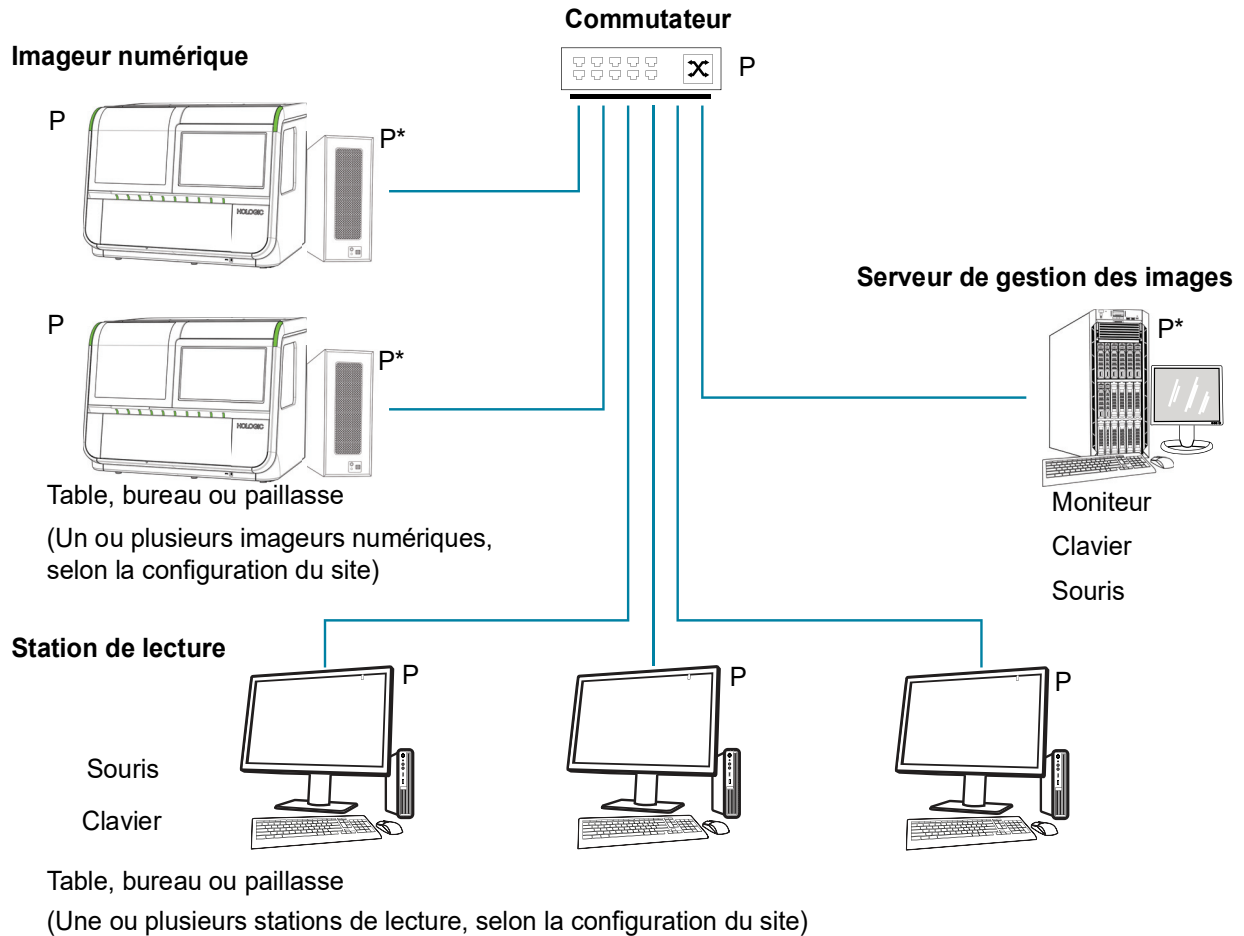 Commutateur
P
Imageur numérique
P
P*
HOLOGIC
P
P*
HOLOGIC
Table, bureau ou paillasse
(Un ou plusieurs imageurs numériques,
selon la configuration du site)
Serveur de gestion des images
P*
Moniteur
Clavier
Souris
Station de lecture
P
P
P
Souris
Clavier
Table, bureau ou paillasse
(Une ou plusieurs stations de lecture, selon la configuration du site)